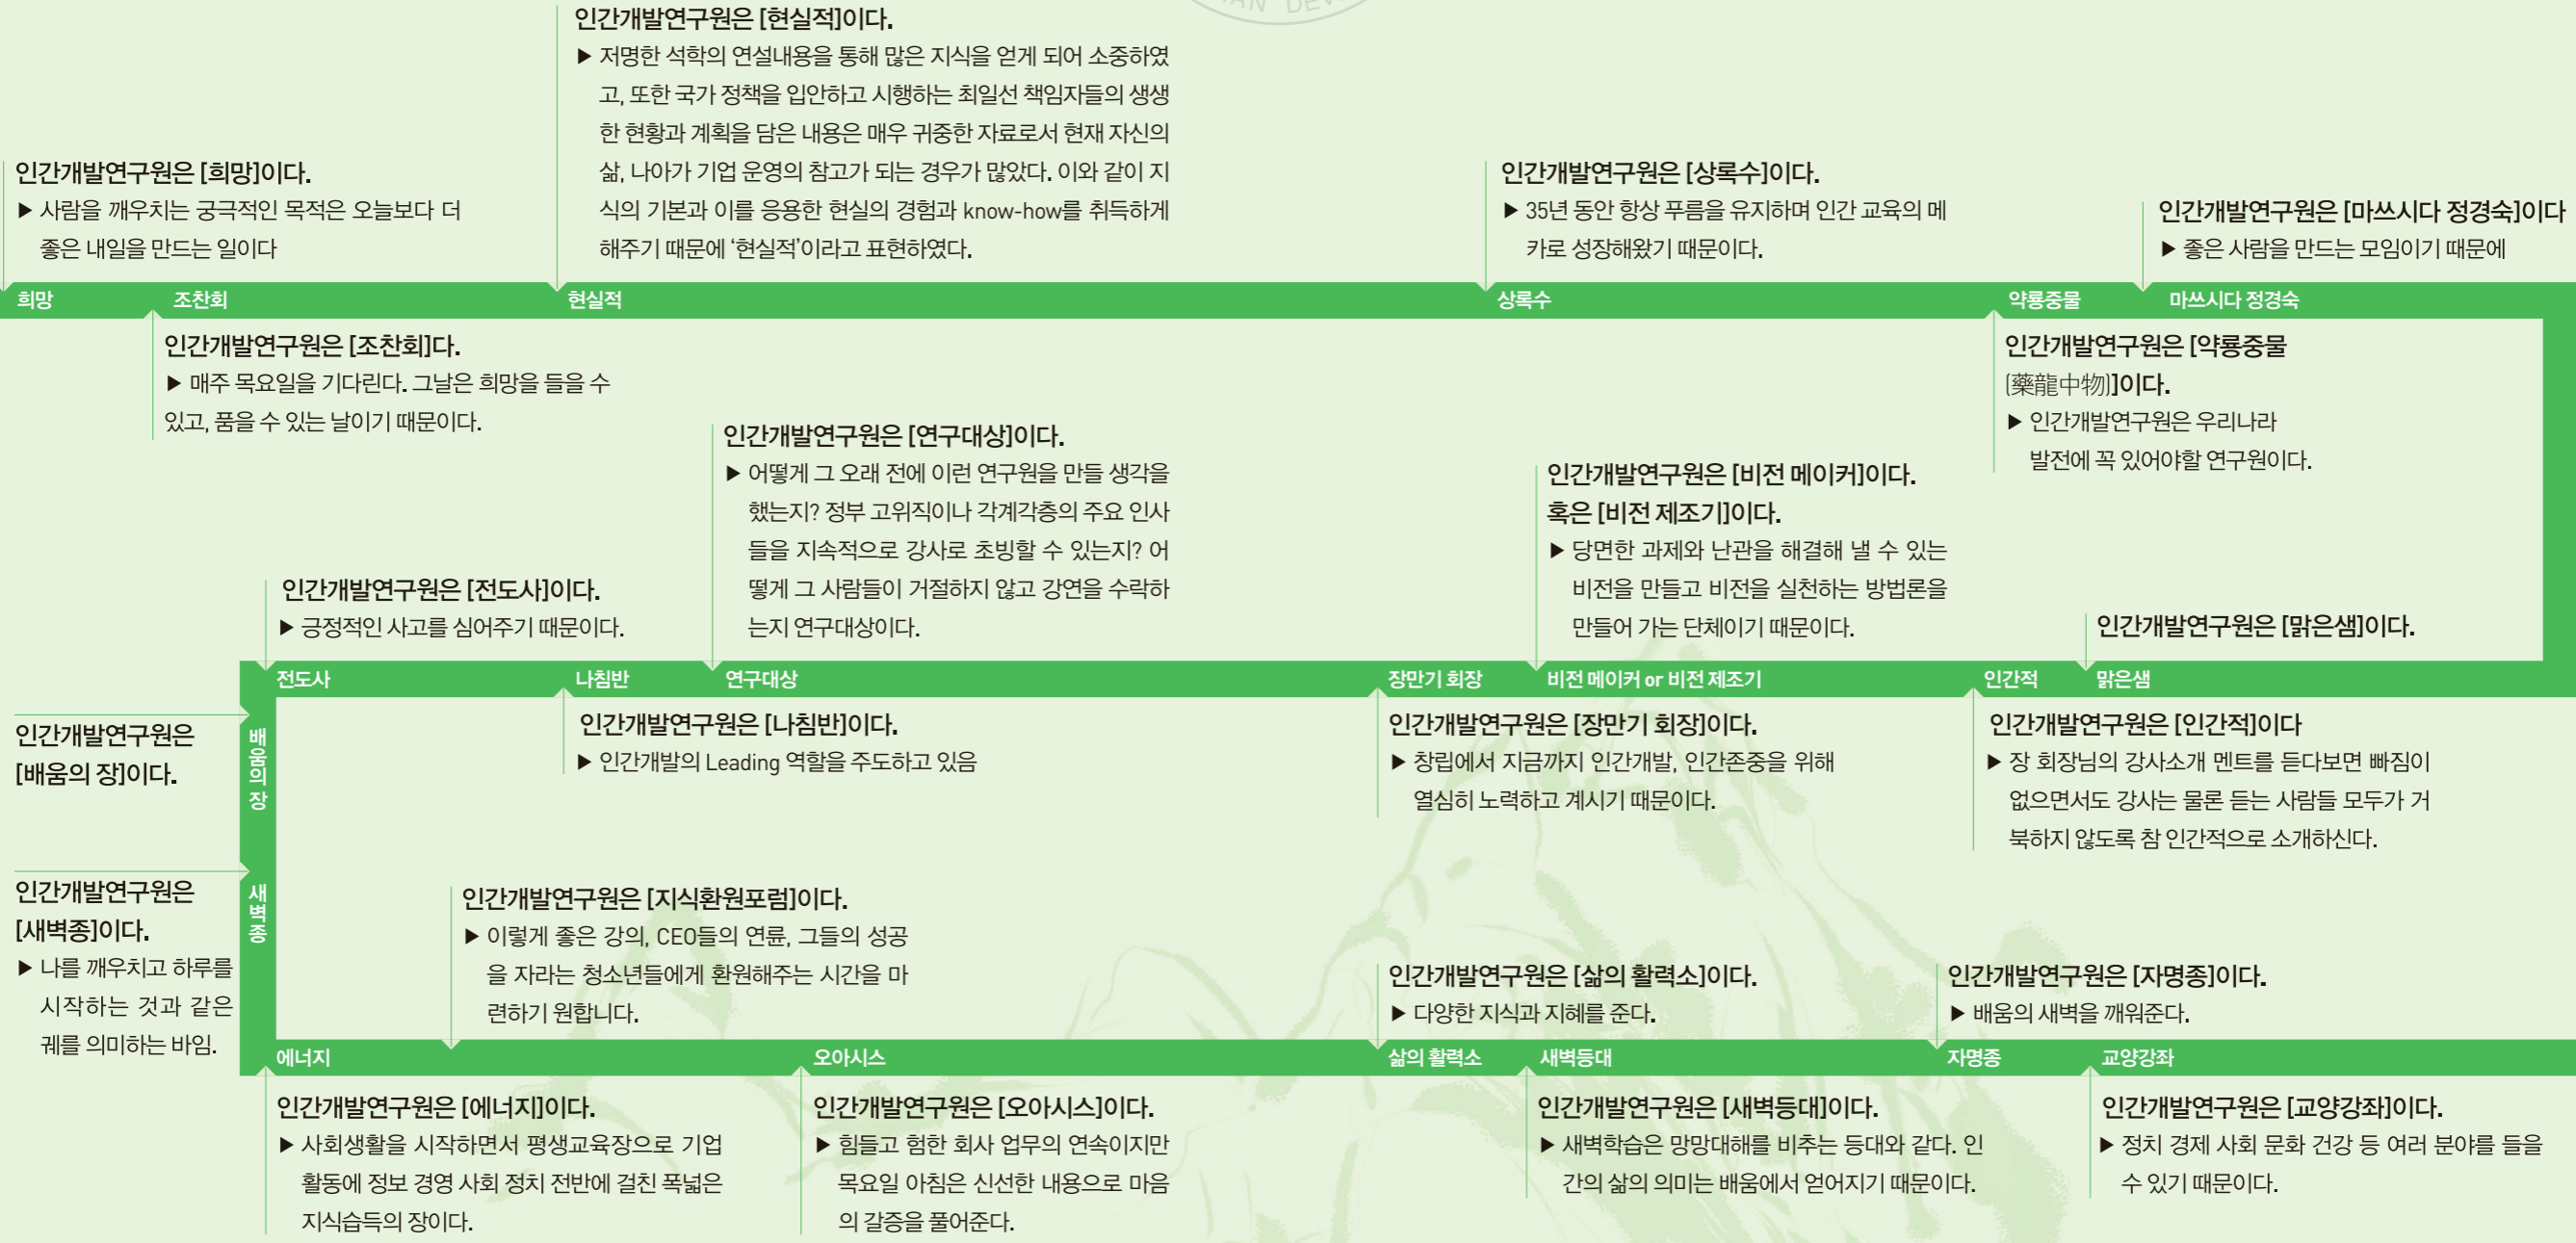 인간개발연구원은 [희망]이다.
▶ 사람을 깨우치는 궁극적인 목적은 오늘보다 더
좋은 내일을 만드는 일이다
인간개발연구원은 [현실적]이다.
▶ 저명한 석학의 연설내용을 통해 많은 지식을 얻게 되어 소중하였
고, 또한 국가 정책을 입안하고 시행하는 최일선 책임자들의 생생
한 현황과 계획을 담은 내용은 매우 귀중한 자료로서 현재 자신의
삶, 나아가 기업 운영의 참고가 되는 경우가 많았다. 이와 같이 지
식의 기본과 이를 응용한 현실의 경험과 know-how를 취득하게
해주기 때문에 ‘현실적’이라고 표현하였다.
인간개발연구원은 [상록수]이다.
▶ 35년 동안 항상 푸름을 유지하며 인간 교육의 메
카로 성장해왔기 때문이다.
인간개발연구원은 [마쓰시다 정경숙]이다
▶ 좋은 사람을 만드는 모임이기 때문에
희망
조찬회
현실적
상록수
약룡중물
마쓰시다 정경숙
인간개발연구원은 [조찬회]다.
▶ 매주 목요일을 기다린다. 그날은 희망을 들을 수
있고, 품을 수 있는 날이기 때문이다.
인간개발연구원은 [약룡중물
(藥龍中物)]이다.
▶ 인간개발연구원은 우리나라
발전에 꼭 있어야할 연구원이다.
인간개발연구원은 [전도사]이다.
▶ 긍정적인 사고를 심어주기 때문이다.
인간개발연구원은 [연구대상]이다.
▶ 어떻게 그 오래 전에 이런 연구원을 만들 생각을
했는지? 정부 고위직이나 각계각층의 주요 인사
들을 지속적으로 강사로 초빙할 수 있는지? 어
떻게 그 사람들이 거절하지 않고 강연을 수락하
는지 연구대상이다.
인간개발연구원은 [비전 메이커]이다.
혹은 [비전 제조기]이다.
▶ 당면한 과제와 난관을 해결해 낼 수 있는
비전을 만들고 비전을 실천하는 방법론을
만들어 가는 단체이기 때문이다.
인간개발연구원은 [맑은샘]이다.
전도사
나침반
연구대상
장만기 회장
비전 메이커 or 비전 제조기
인간적
맑은샘
인간개발연구원은
[배움의 장]이다.
배움의 장
인간개발연구원은 [나침반]이다.
▶ 인간개발의 Leading 역할을 주도하고 있음
인간개발연구원은 [장만기 회장]이다.
▶ 창립에서 지금까지 인간개발, 인간존중을 위해
열심히 노력하고 계시기 때문이다.
인간개발연구원은 [인간적]이다
▶ 장 회장님의 강사소개 멘트를 듣다보면 빠짐이
없으면서도 강사는 물론 듣는 사람들 모두가 거
북하지 않도록 참 인간적으로 소개하신다.
인간개발연구원은
[새벽종]이다.
▶ 나를 깨우치고 하루를
시작하는 것과 같은
궤를 의미하는 바임.
새벽종
인간개발연구원은 [지식환원포럼]이다.
▶ 이렇게 좋은 강의, CEO들의 연륜, 그들의 성공
을 자라는 청소년들에게 환원해주는 시간을 마
련하기 원합니다.
인간개발연구원은 [삶의 활력소]이다.
▶ 다양한 지식과 지혜를 준다.
인간개발연구원은 [자명종]이다.
▶ 배움의 새벽을 깨워준다.
에너지
오아시스
삶의 활력소
새벽등대
자명종
교양강좌
인간개발연구원은 [에너지]이다.
▶ 사회생활을 시작하면서 평생교육장으로 기업
활동에 정보 경영 사회 정치 전반에 걸친 폭넓은
지식습득의 장이다.
인간개발연구원은 [오아시스]이다.
▶ 힘들고 험한 회사 업무의 연속이지만
목요일 아침은 신선한 내용으로 마음
의 갈증을 풀어준다.
인간개발연구원은 [새벽등대]이다.
▶ 새벽학습은 망망대해를 비추는 등대와 같다. 인
간의 삶의 의미는 배움에서 얻어지기 때문이다.
인간개발연구원은 [교양강좌]이다.
▶ 정치 경제 사회 문화 건강 등 여러 분야를 들을
수 있기 때문이다.